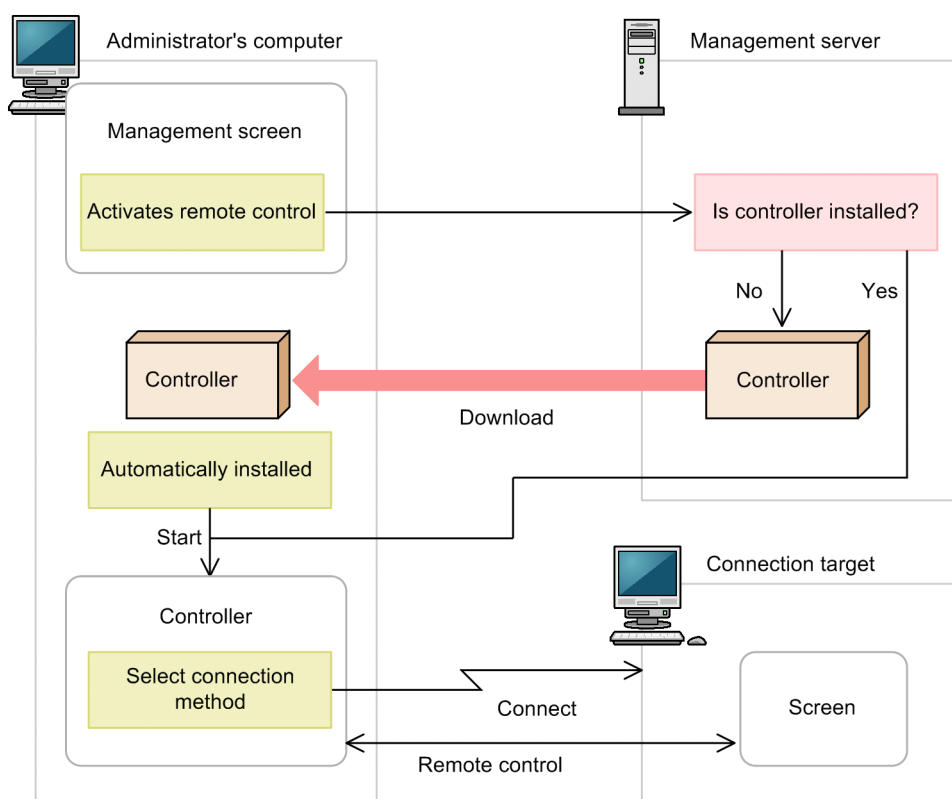 Administrator's computer
Management server
Management screen
Activates remote control
Is controller installed?
No
Yes
Controller
Controller
Download
Automatically installed
Start
Connection target
Controller
Select connection
method
Connect
Screen
Remote control